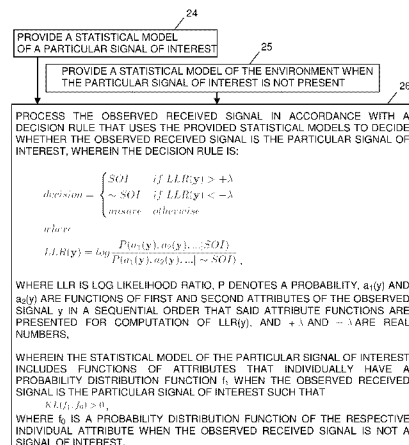 24
PROVIDE A STATISTICAL MODEL
OF A PARTICULAR SIGNAL OF INTEREST
25
PROVIDE A STATISTICAL MODEL OF THE ENVIRONMENT WHEN
THE PARTICULAR SIGNAL OF INTEREST IS NOT PRESENT
26
PROCESS THE OBSERVED RECEIVED SIGNAL IN ACCORDANCE WITH A
DECISION RULE THAT USES THE PROVIDED STATISTICAL MODELS TO DECIDE
WHETHER THE OBSERVED RECEIVED SIGNAL IS THE PARTICULAR SIGNAL OF
INTEREST, WHEREIN THE DECISION RULE IS:
decision = { SOI if LLR(y) > +λ
~ SOI if LLR(y) < −λ
unsure otherwise
where
LLR(y) = log P(a₁(y), a₂(y), ...|SOI) / P(a₁(y), a₂(y), ...| ~ SOI) ,
WHERE LLR IS LOG LIKELIHOOD RATIO, P DENOTES A PROBABILITY, a₁(y) AND
a₂(y) ARE FUNCTIONS OF FIRST AND SECOND ATTRIBUTES OF THE OBSERVED
SIGNAL y IN A SEQUENTIAL ORDER THAT SAID ATTRIBUTE FUNCTIONS ARE
PRESENTED FOR COMPUTATION OF LLR(y), AND + λ AND − λ ARE REAL
NUMBERS,
WHEREIN THE STATISTICAL MODEL OF THE PARTICULAR SIGNAL OF INTEREST
INCLUDES FUNCTIONS OF ATTRIBUTES THAT INDIVIDUALLY HAVE A
PROBABILITY DISTRIBUTION FUNCTION f₁ WHEN THE OBSERVED RECEIVED
SIGNAL IS THE PARTICULAR SIGNAL OF INTEREST SUCH THAT
KL(f₁, f₀) > 0,
WHERE f₀ IS A PROBABILITY DISTRIBUTION FUNCTION OF THE RESPECTIVE
INDIVIDUAL ATTRIBUTE WHEN THE OBSERVED RECEIVED SIGNAL IS NOT A
SIGNAL OF INTEREST.